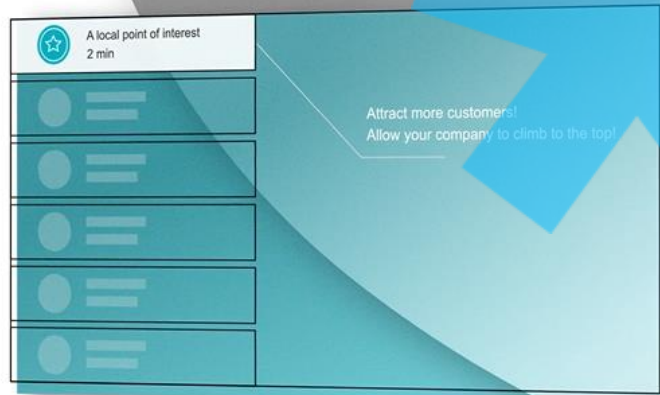 A local point of interest
2 min
Attract more customers!
Allow your company to climb to the top!